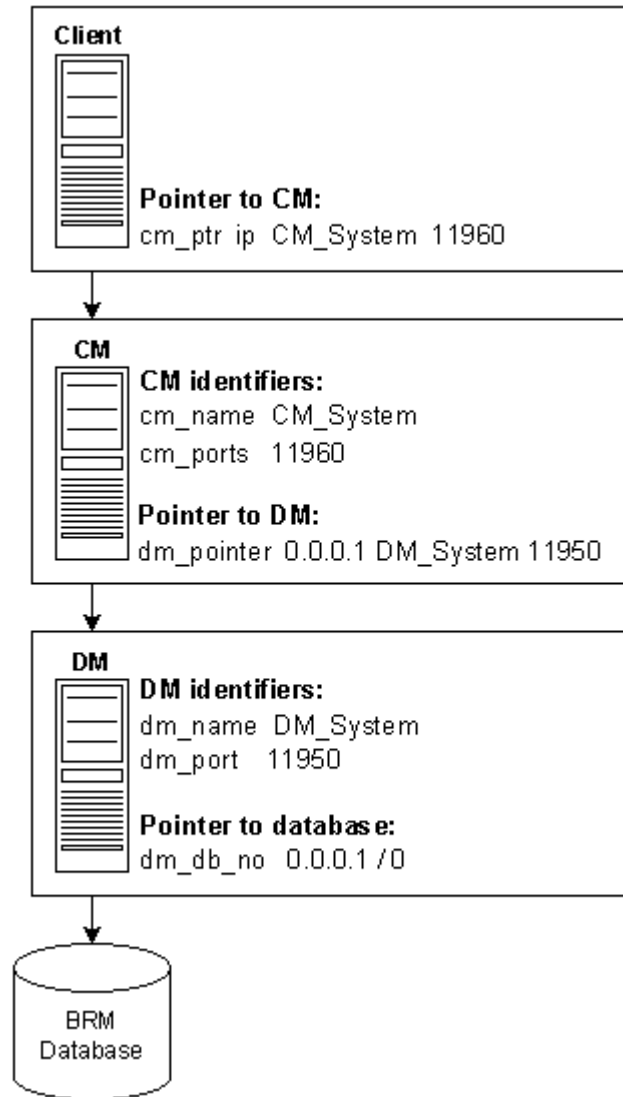 Client
Pointer to CM:
cm_ptr ip CM_System 11960
CM
CM identifiers:
cm_name CM_System
cm_ports 11960
Pointer to DM:
dm_pointer 0.0.0.1 DM_System 11950
DM
DM identifiers:
dm_name DM_System
dm_port 11950
Pointer to database:
dm_db_no 0.0.0.1 / 0
BRM
Database